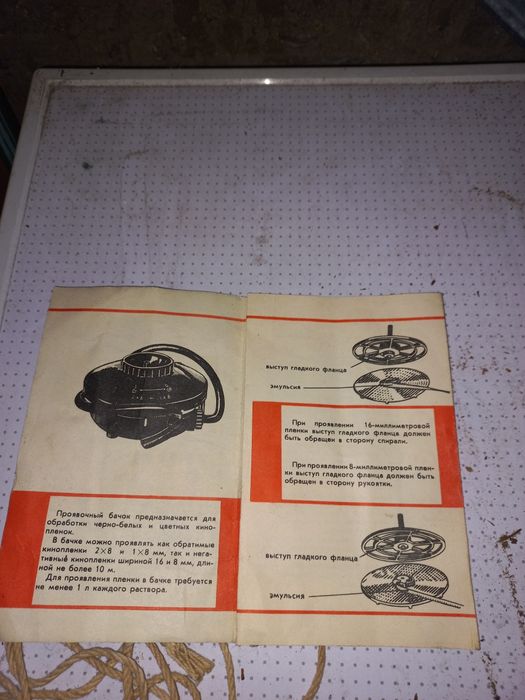 Проявочный бачок предназначается для
обработки черно-белых и цветных кино-
пленок.
В бачке можно проявлять как обратимые
кинопленки 2×8 и 1×8 мм, так и нега-
тивные кинопленки шириной 16 и 8 мм, дли-
ной не более 10 м.
Для проявления пленки в бачке требуется
не менее 1 л каждого раствора.
выступ гладкого фланца
эмульсия
При проявлении 16-миллиметровой
пленки выступ гладкого фланца должен
быть обращен в сторону спирали.
При проявлении 8-миллиметровой плен-
ки выступ гладкого фланца должен быть
обращен в сторону рукоятки.
выступ гладкого фланца
эмульсия